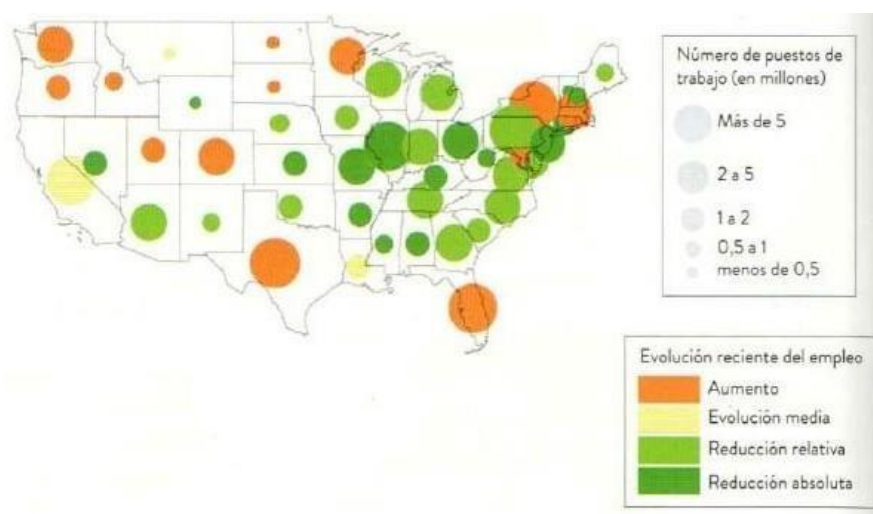 Número de puestos de
trabajo (en millones)
Más de 5
2 a 5
1 a 2
0,5 a 1
menos de 0,5
Evolución reciente del empleo
Aumento
Evolución media
Reducción relativa
Reducción absoluta